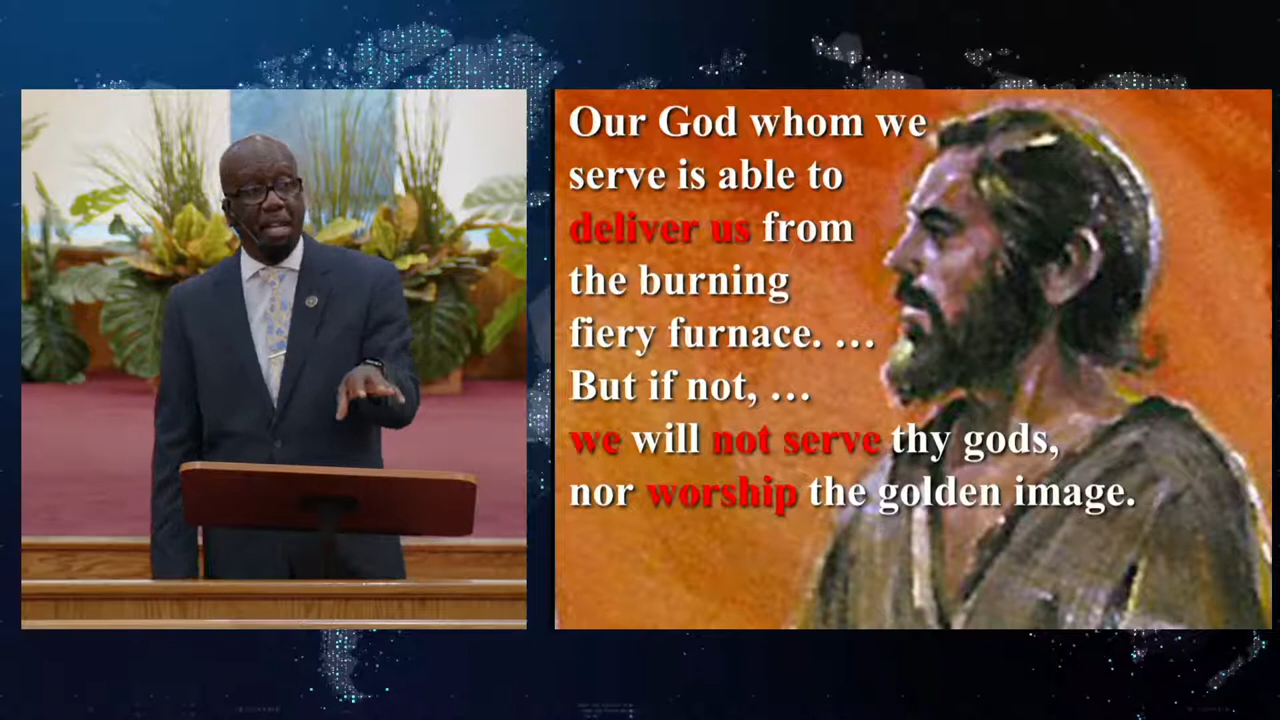 Our God whom we
serve is able to
deliver us from
the burning
fiery furnace. …
But if not, …
we will not serve thy gods,
nor worship the golden image.